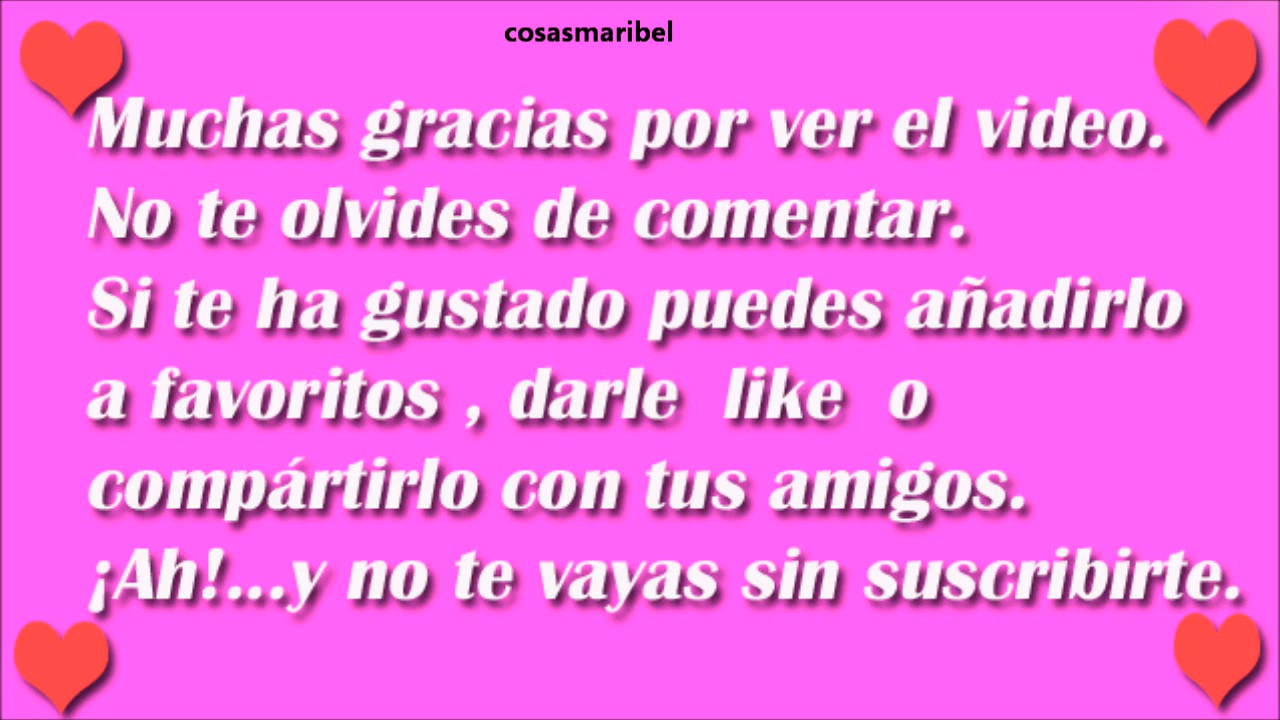 cosasmaribel
Muchas gracias por ver el video.
No te olvides de comentar.
Si te ha gustado puedes añadirlo
a favoritos , darle like o
compártirlo con tus amigos.
¡Ah!...y no te vayas sin suscribirte.